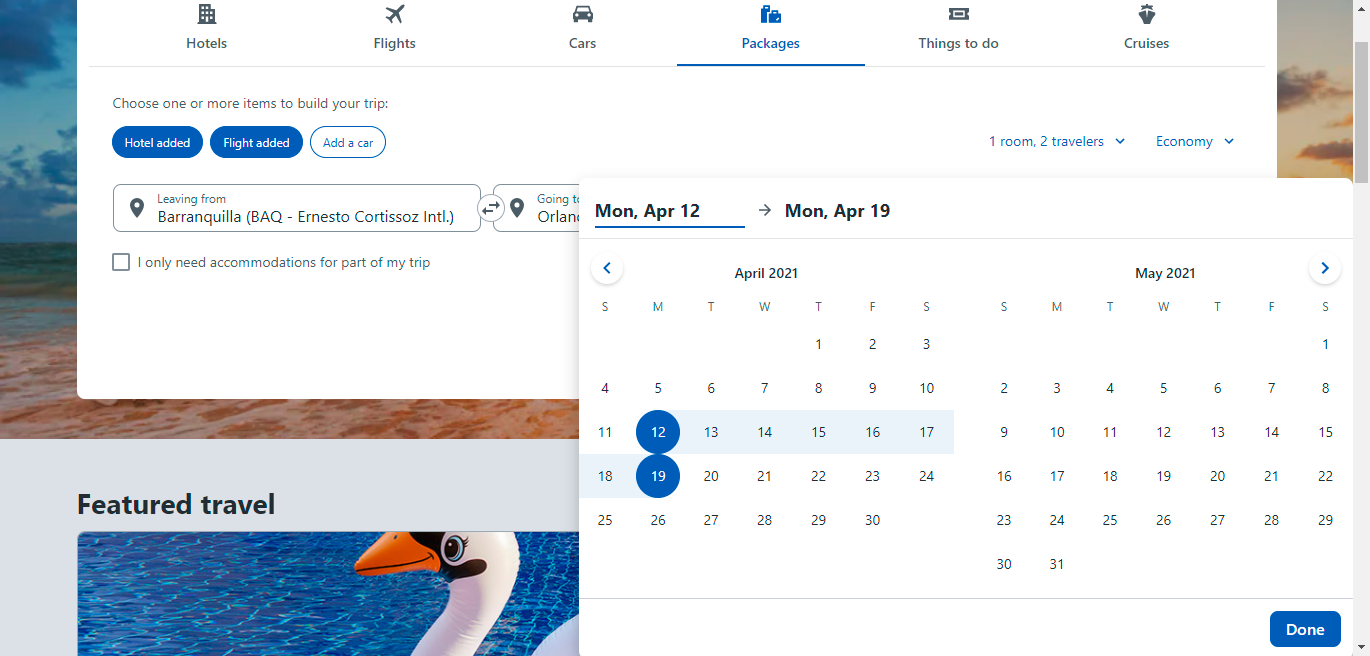 Hotels
Flights
Cars
Packages
Things to do
Cruises
Choose one or more items to build your trip:
Hotel added
Flight added
Add a car
1 room, 2 travelers
Economy
Leaving from
Barranquilla (BAQ - Ernesto Cortissoz Intl.)
Going to
Orlan
I only need accommodations for part of my trip
Mon, Apr 12
Mon, Apr 19
April 2021
S M T W T F S
1 2 3
4 5 6 7 8 9 10
11 12 13 14 15 16 17
18 19 20 21 22 23 24
25 26 27 28 29 30
May 2021
S M T W T F S
1
2 3 4 5 6 7 8
9 10 11 12 13 14 15
16 17 18 19 20 21 22
23 24 25 26 27 28 29
30 31
Done
Featured travel